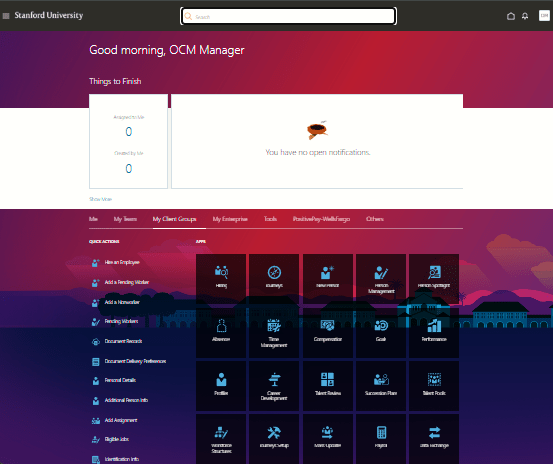 Stanford University
Search
Good morning, OCM Manager
Things to Finish
Assigned to Me
0
Created by Me
0
You have no open notifications.
Show More
Me My Team My Client Groups My Enterprise Tools PositivePay-WellsFargo Others
QUICK ACTIONS
Hire an Employee
Add a Pending Worker
Add a Nonworker
Pending Workers
Document Records
Document Delivery Preferences
Personal Details
Additional Person Info
Add Assignment
Eligible Jobs
Identification Info
APPS
Hiring Journeys New Person Person Management Person Spotlight
Absence Time Management Compensation Goals Performance
Profiles Career Development Talent Review Succession Plans Talent Pools
Workforce Structures Journeys Setup Mass Update Payroll Data Exchange